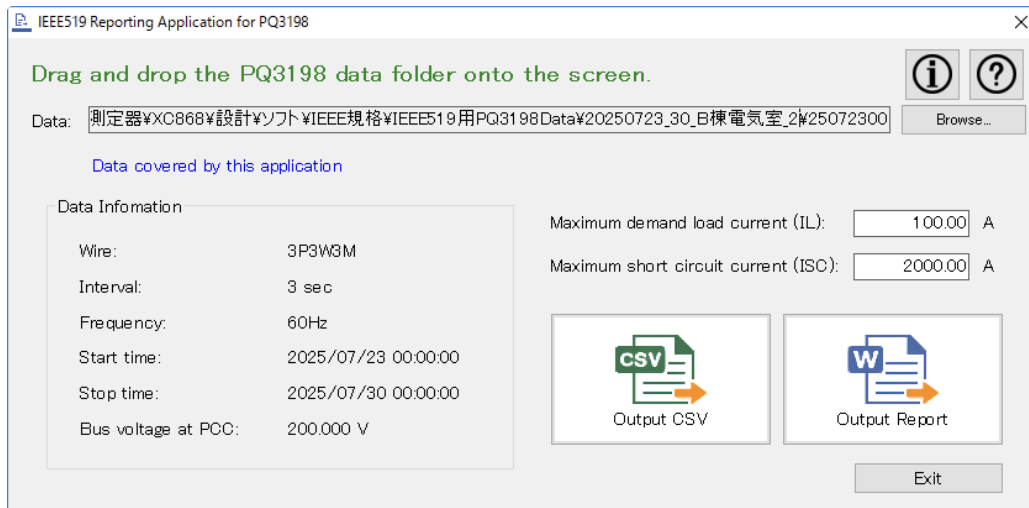 IEEE519 Reporting Application for PQ3198
Drag and drop the PQ3198 data folder onto the screen.
Data: 測定器¥XC868¥設計¥ソフト¥IEEE規格¥IEEE519用PQ3198Data¥20250723_30_B棟電気室_2¥25072300 Browse...
Data covered by this application
Data Infomation
Wire: 3P3W3M
Interval: 3 sec
Frequency: 60Hz
Start time: 2025/07/23 00:00:00
Stop time: 2025/07/30 00:00:00
Bus voltage at PCC: 200.000 V
Maximum demand load current (IL): 100.00 A
Maximum short circuit current (ISC): 2000.00 A
CSV
Output CSV
W
Output Report
Exit